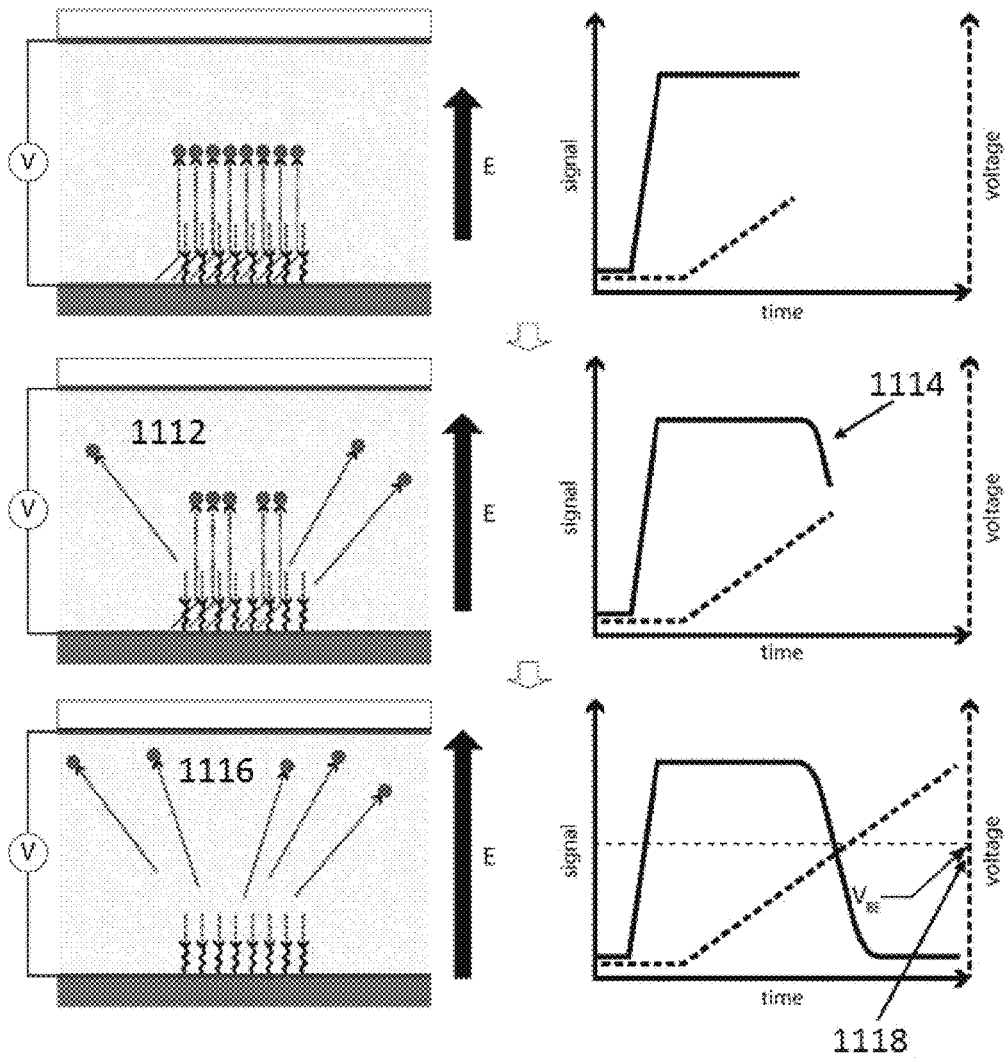 V
E
signal
voltage
time
1112
V
E
signal
voltage
time
1114
1116
V
E
signal
voltage
time
V
1118